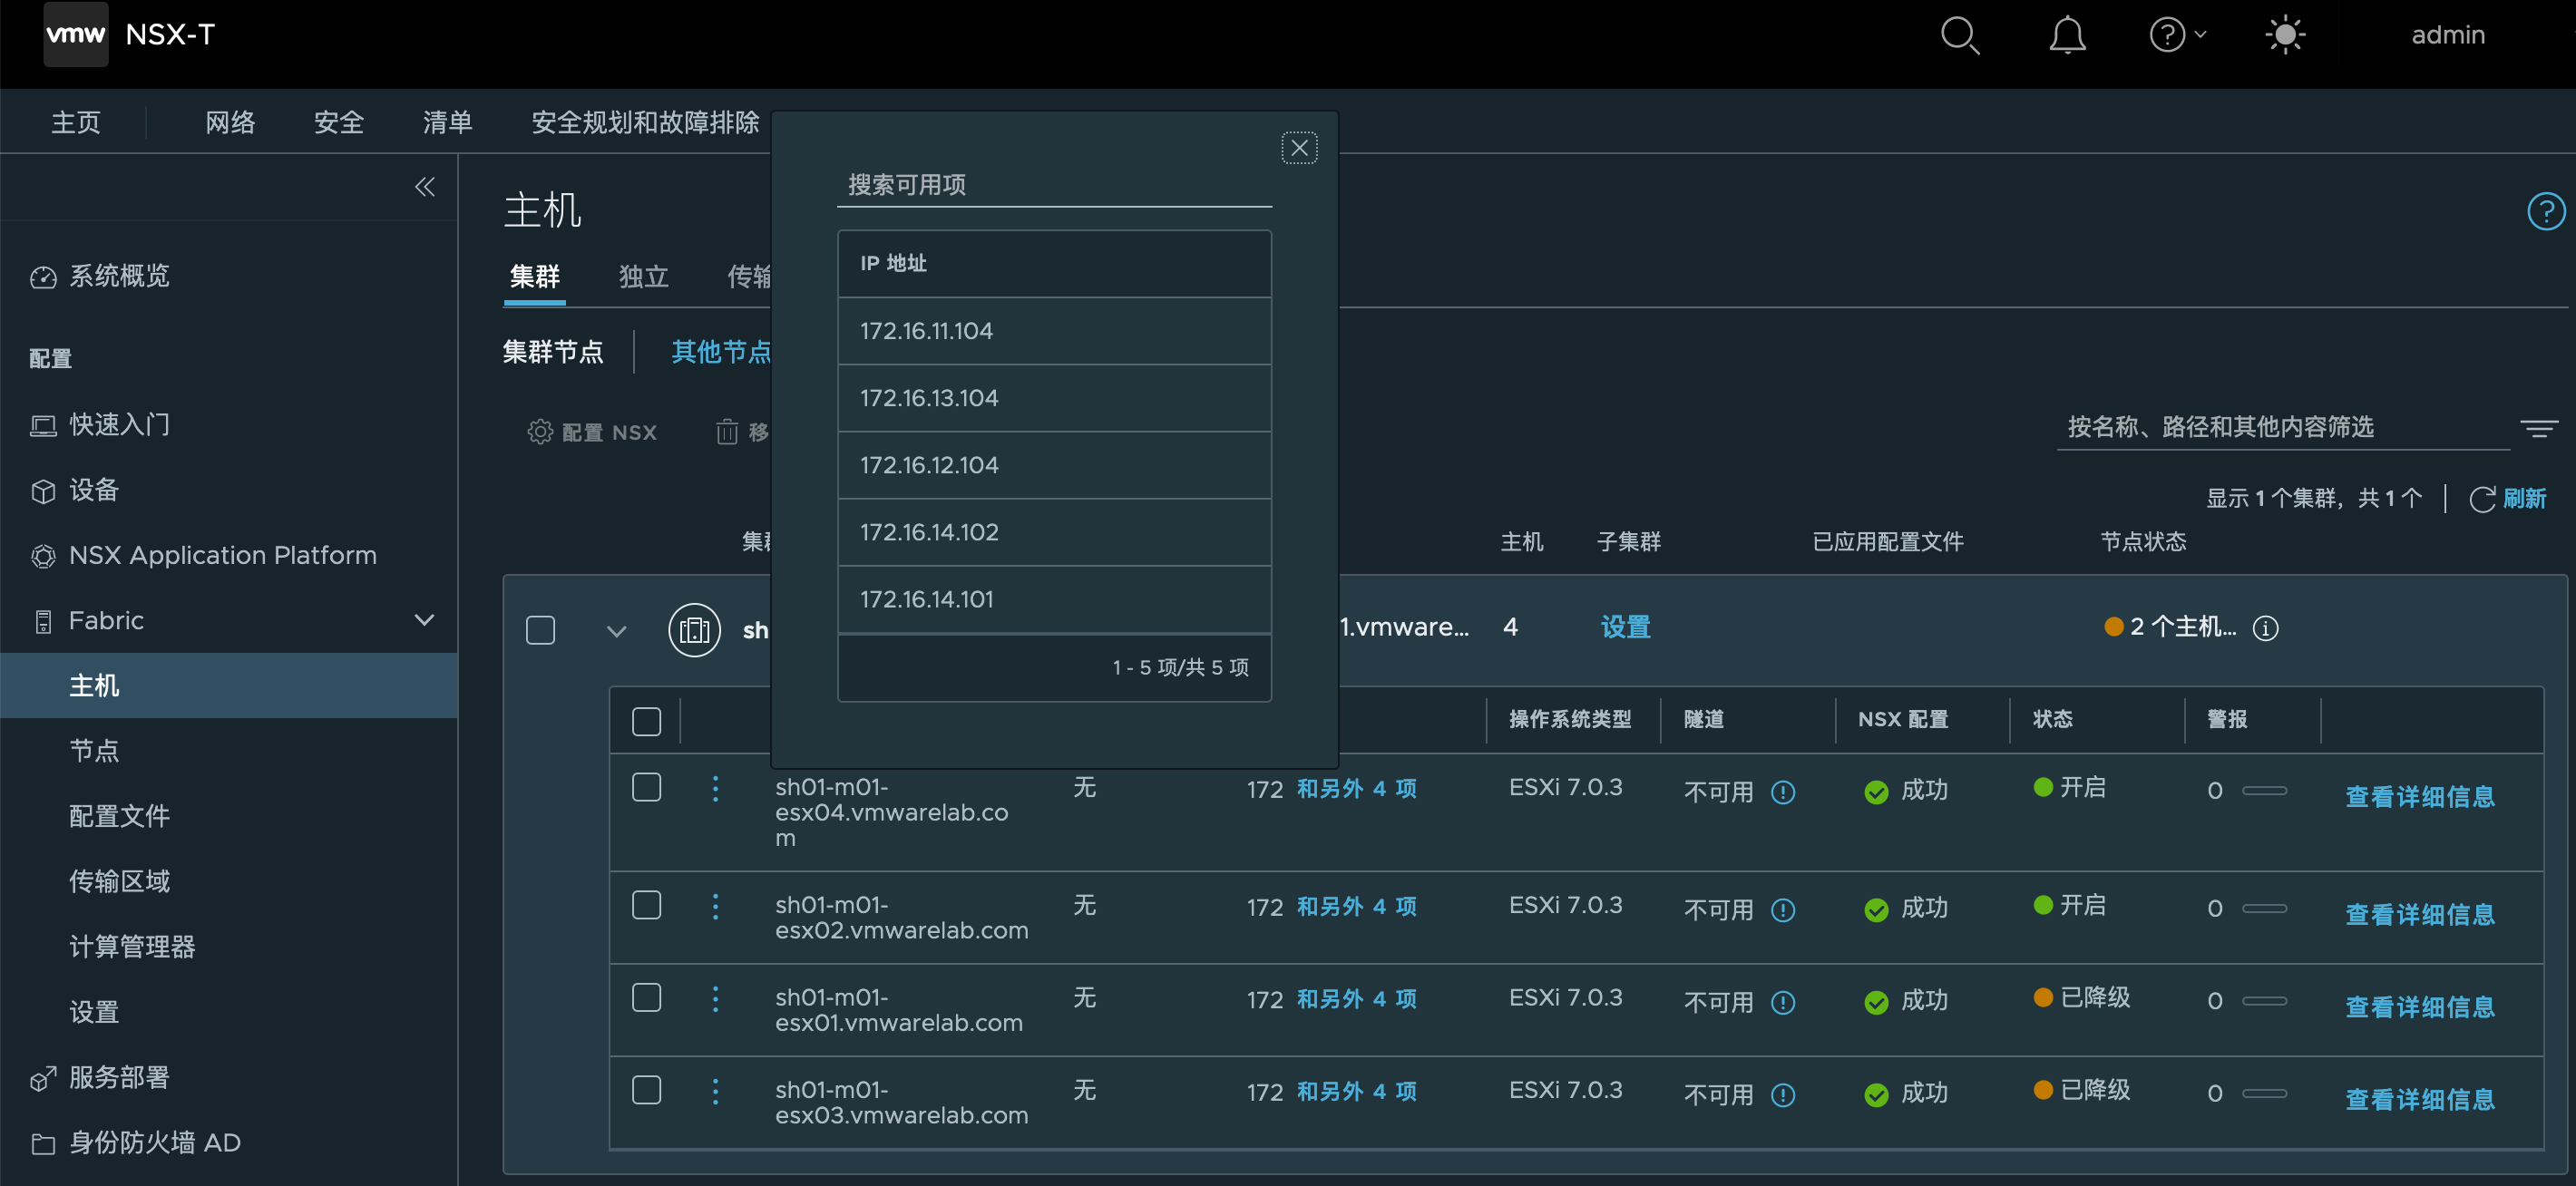 vmw NSX-T
admin
主页 网络 安全 清单 安全规划和故障排除
系统概览
配置
快速入门
设备
NSX Application Platform
Fabric
主机
节点
配置文件
传输区域
计算管理器
设置
服务部署
身份防火墙 AD
主机
集群 独立 传输
集群节点 其他节点
配置 NSX 移
按名称、路径和其他内容筛选
显示 1 个集群，共 1 个 刷新
搜索可用项
IP 地址
172.16.11.104
172.16.13.104
172.16.12.104
172.16.14.102
172.16.14.101
1 - 5 项/共 5 项
集群 主机 子集群 已应用配置文件 节点状态
sh 1.vmware... 4 设置 2 个主机...
操作系统类型 隧道 NSX 配置 状态 警报
sh01-m01- 无 172 和另外 4 项 ESXi 7.0.3 不可用 成功 开启 0 查看详细信息
esx04.vmwarelab.co
m
sh01-m01- 无 172 和另外 4 项 ESXi 7.0.3 不可用 成功 开启 0 查看详细信息
esx02.vmwarelab.com
sh01-m01- 无 172 和另外 4 项 ESXi 7.0.3 不可用 成功 已降级 0 查看详细信息
esx01.vmwarelab.com
sh01-m01- 无 172 和另外 4 项 ESXi 7.0.3 不可用 成功 已降级 0 查看详细信息
esx03.vmwarelab.com